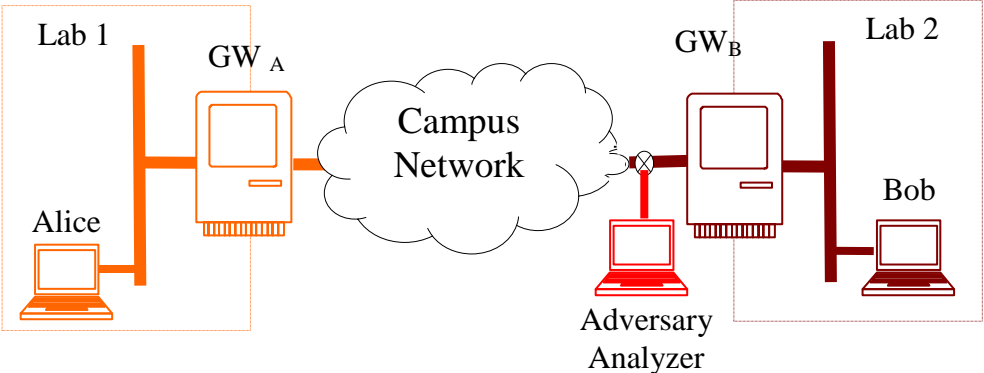 Lab 1
GW A
Campus
Network
GWB
Lab 2
Alice
Bob
Adversary
Analyzer